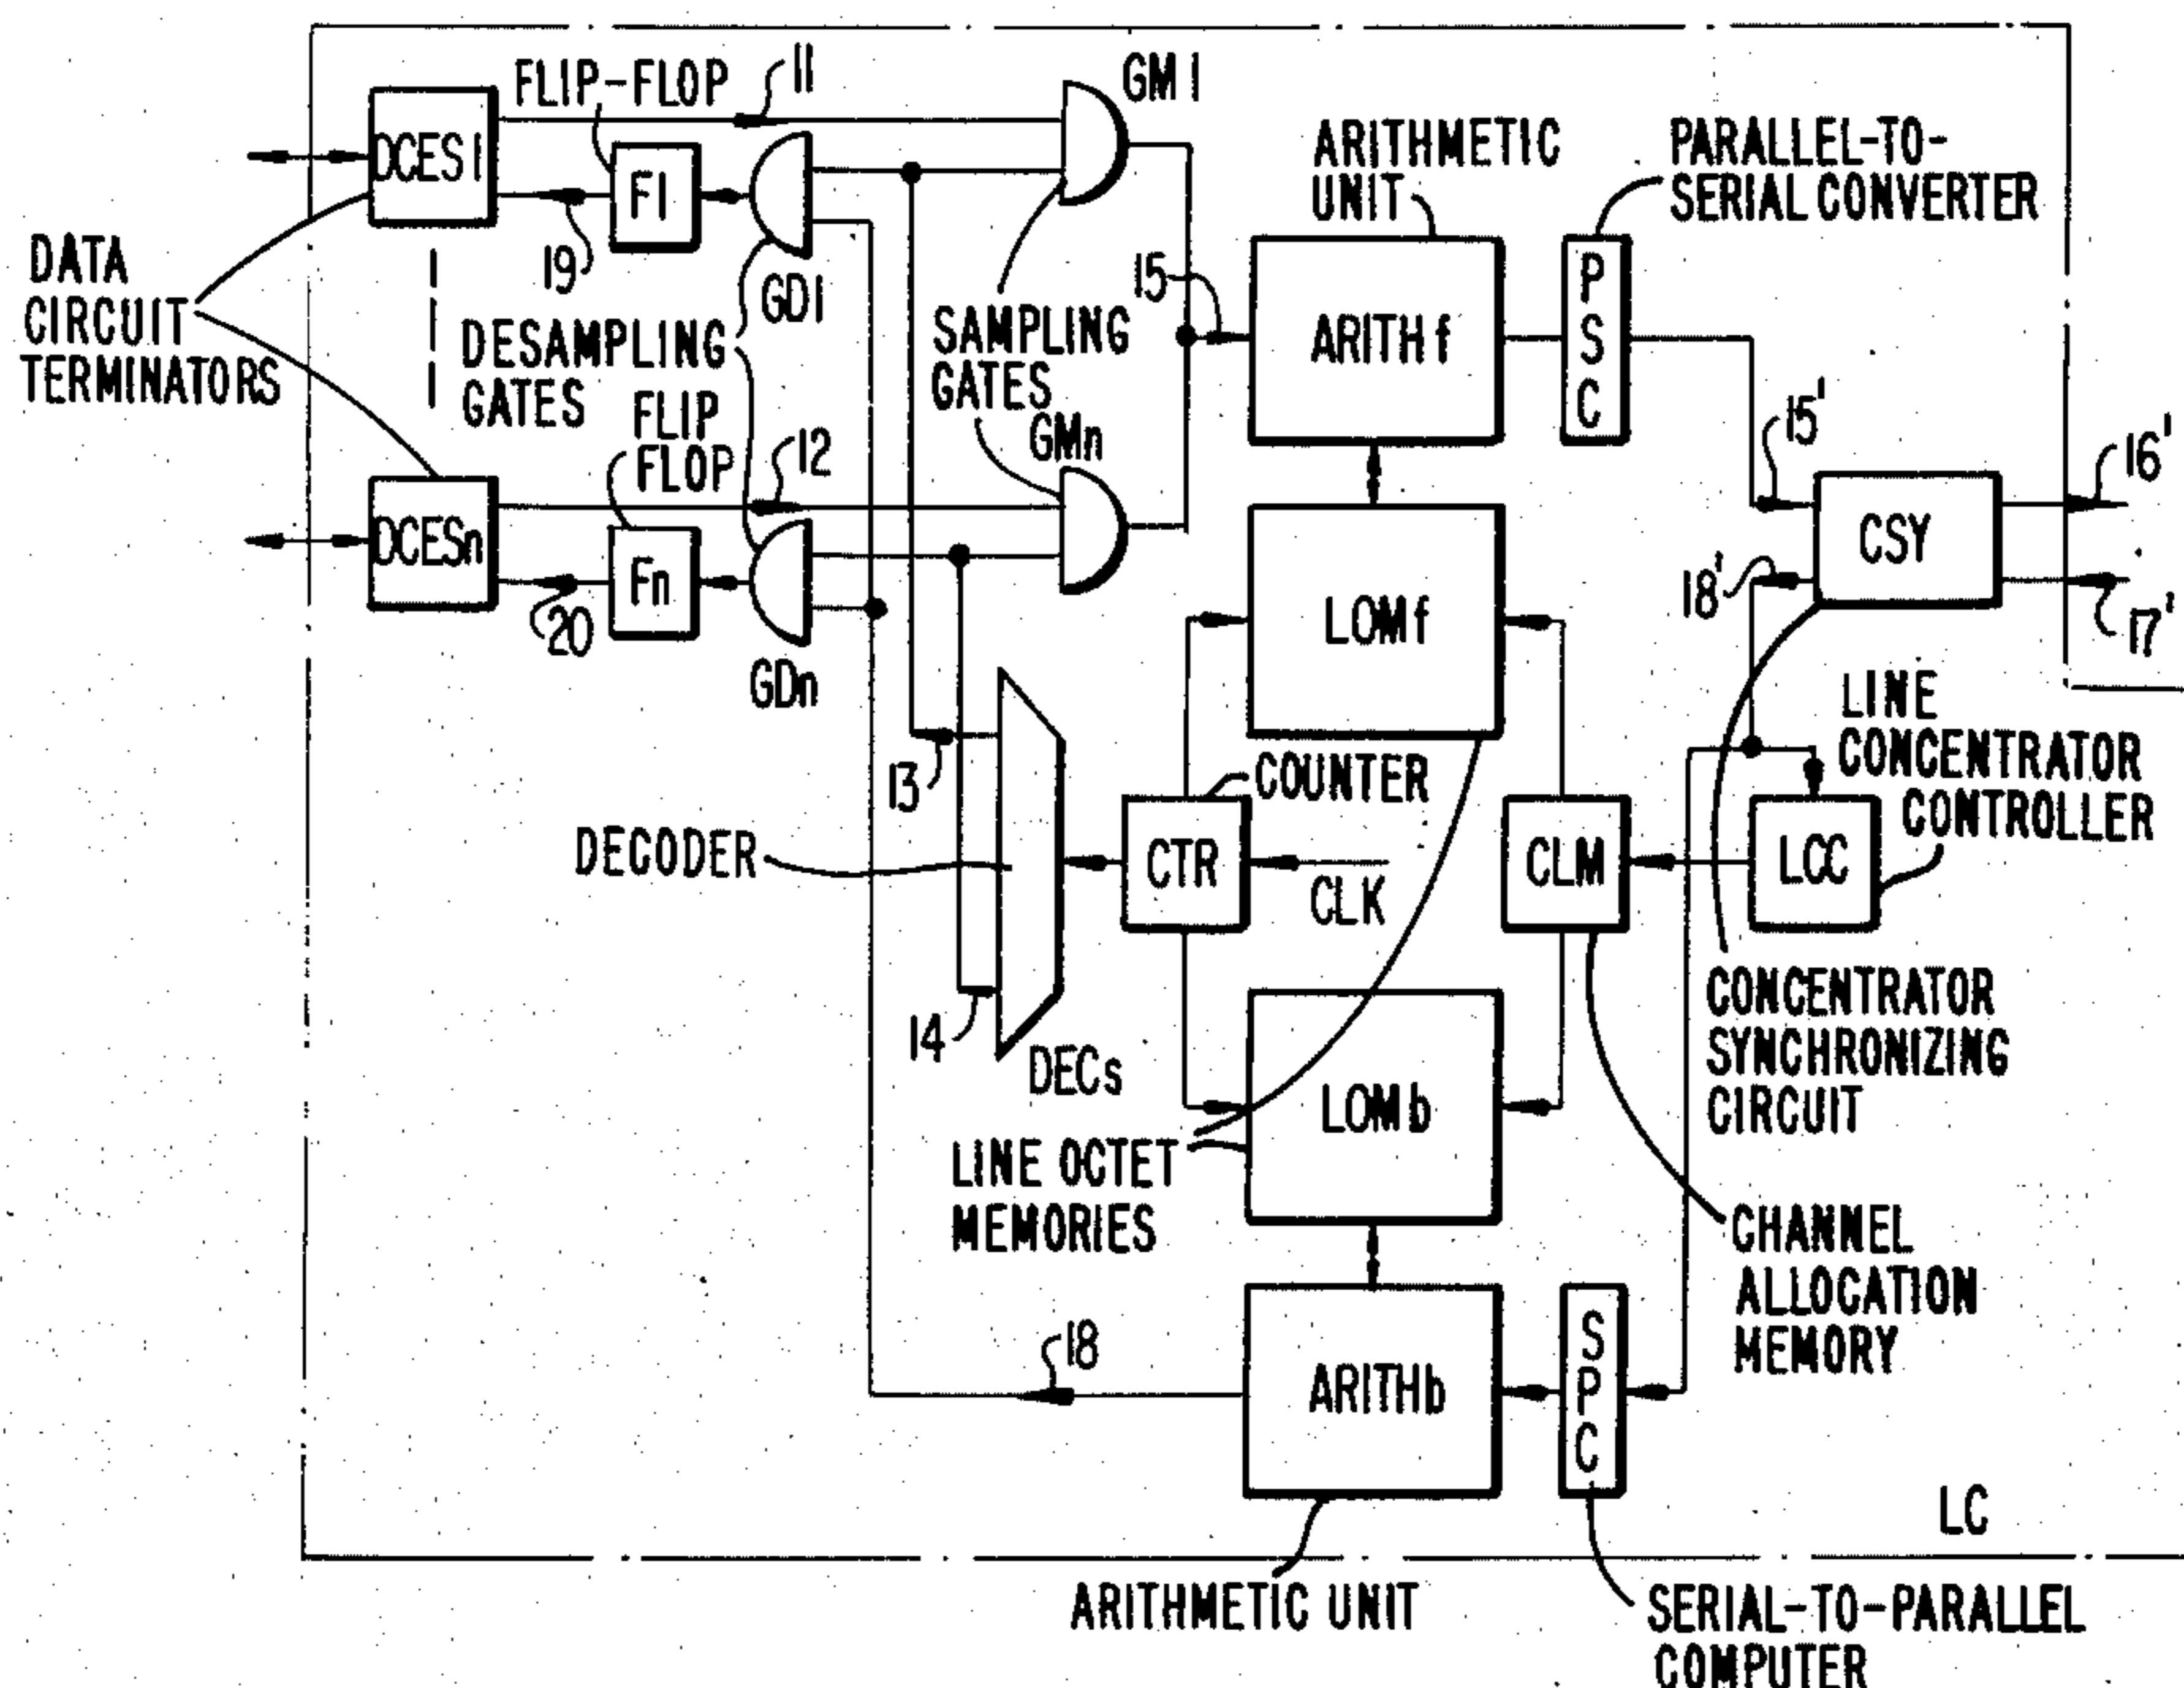 FLIP-FLOP
11
GM1
DCES1
F1
19
GD1
DATA
CIRCUIT
TERMINATORS
DESAMPLING
GATES
SAMPLING
GATES
ARITHMETIC
UNIT
PARALLEL-TO-
SERIAL CONVERTER
15
ARITHf
P
S
C
15'
16'
FLIP
FLOP
12
GMn
DCESn
Fn
20
GDn
LOMf
CSY
18'
17'
13
DECODER
14
DECs
COUNTER
CTR
CLK
CLM
LCC
LINE
CONCENTRATOR
CONTROLLER
CONCENTRATOR
SYNCHRONIZING
CIRCUIT
LOMb
LINE OCTET
MEMORIES
CHANNEL
ALLOCATION
MEMORY
18
ARITHb
S
P
C
LC
ARITHMETIC UNIT
SERIAL-TO-PARALLEL
COMPUTER